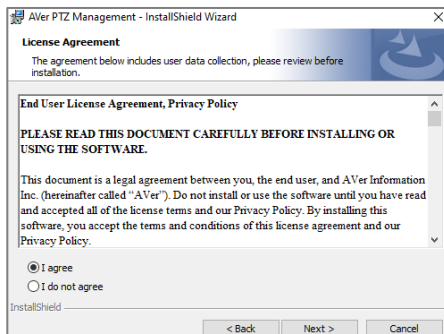 AVer PTZ Management - InstallShield Wizard
License Agreement
The agreement below includes user data collection, please review before
installation.
End User License Agreement, Privacy Policy
PLEASE READ THIS DOCUMENT CAREFULLY BEFORE INSTALLING OR
USING THE SOFTWARE.
This document is a legal agreement between you, the end user, and AVer Information
Inc. (hereinafter called “AVer”). Do not install or use the software until you have read
and accepted all of the license terms and our Privacy Policy. By installing this
software, you accept the terms and conditions of this license agreement and our
Privacy Policy.
I agree
I do not agree
InstallShield
< Back
Next >
Cancel